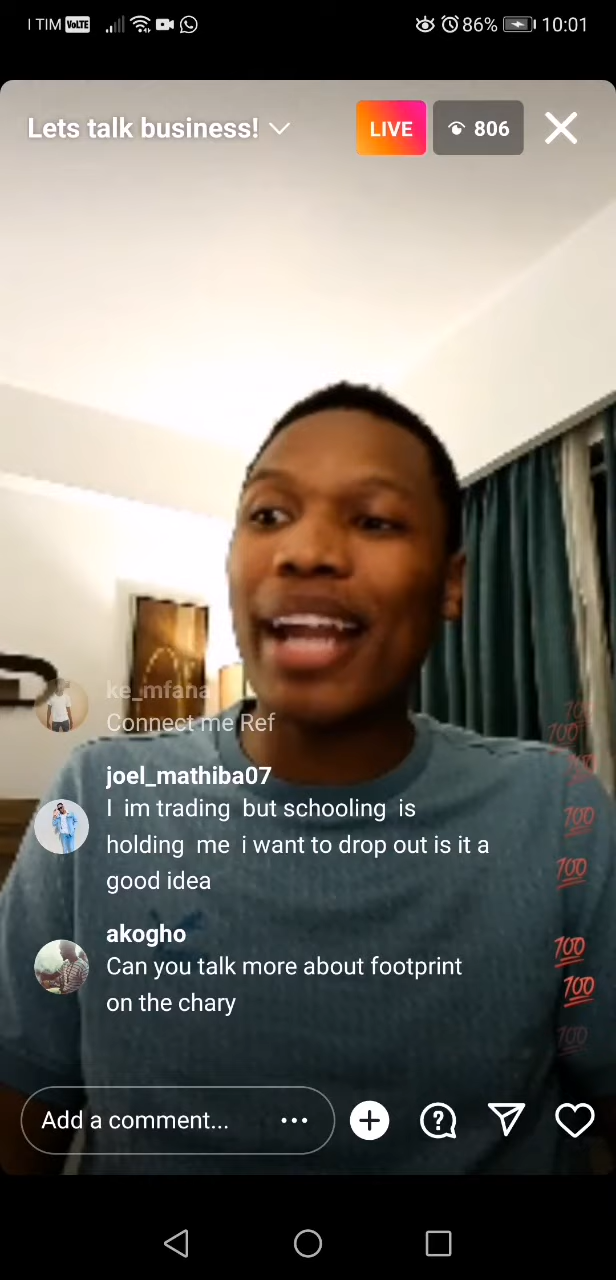 I TIM VoLTE 86% 10:01
Lets talk business! LIVE 806
ke_mfana
Connect me Ref
joel_mathiba07
I im trading but schooling is
holding me i want to drop out is it a
good idea
akogho
Can you talk more about footprint
on the chary
Add a comment...
100
100
100
100
100
100
100
100